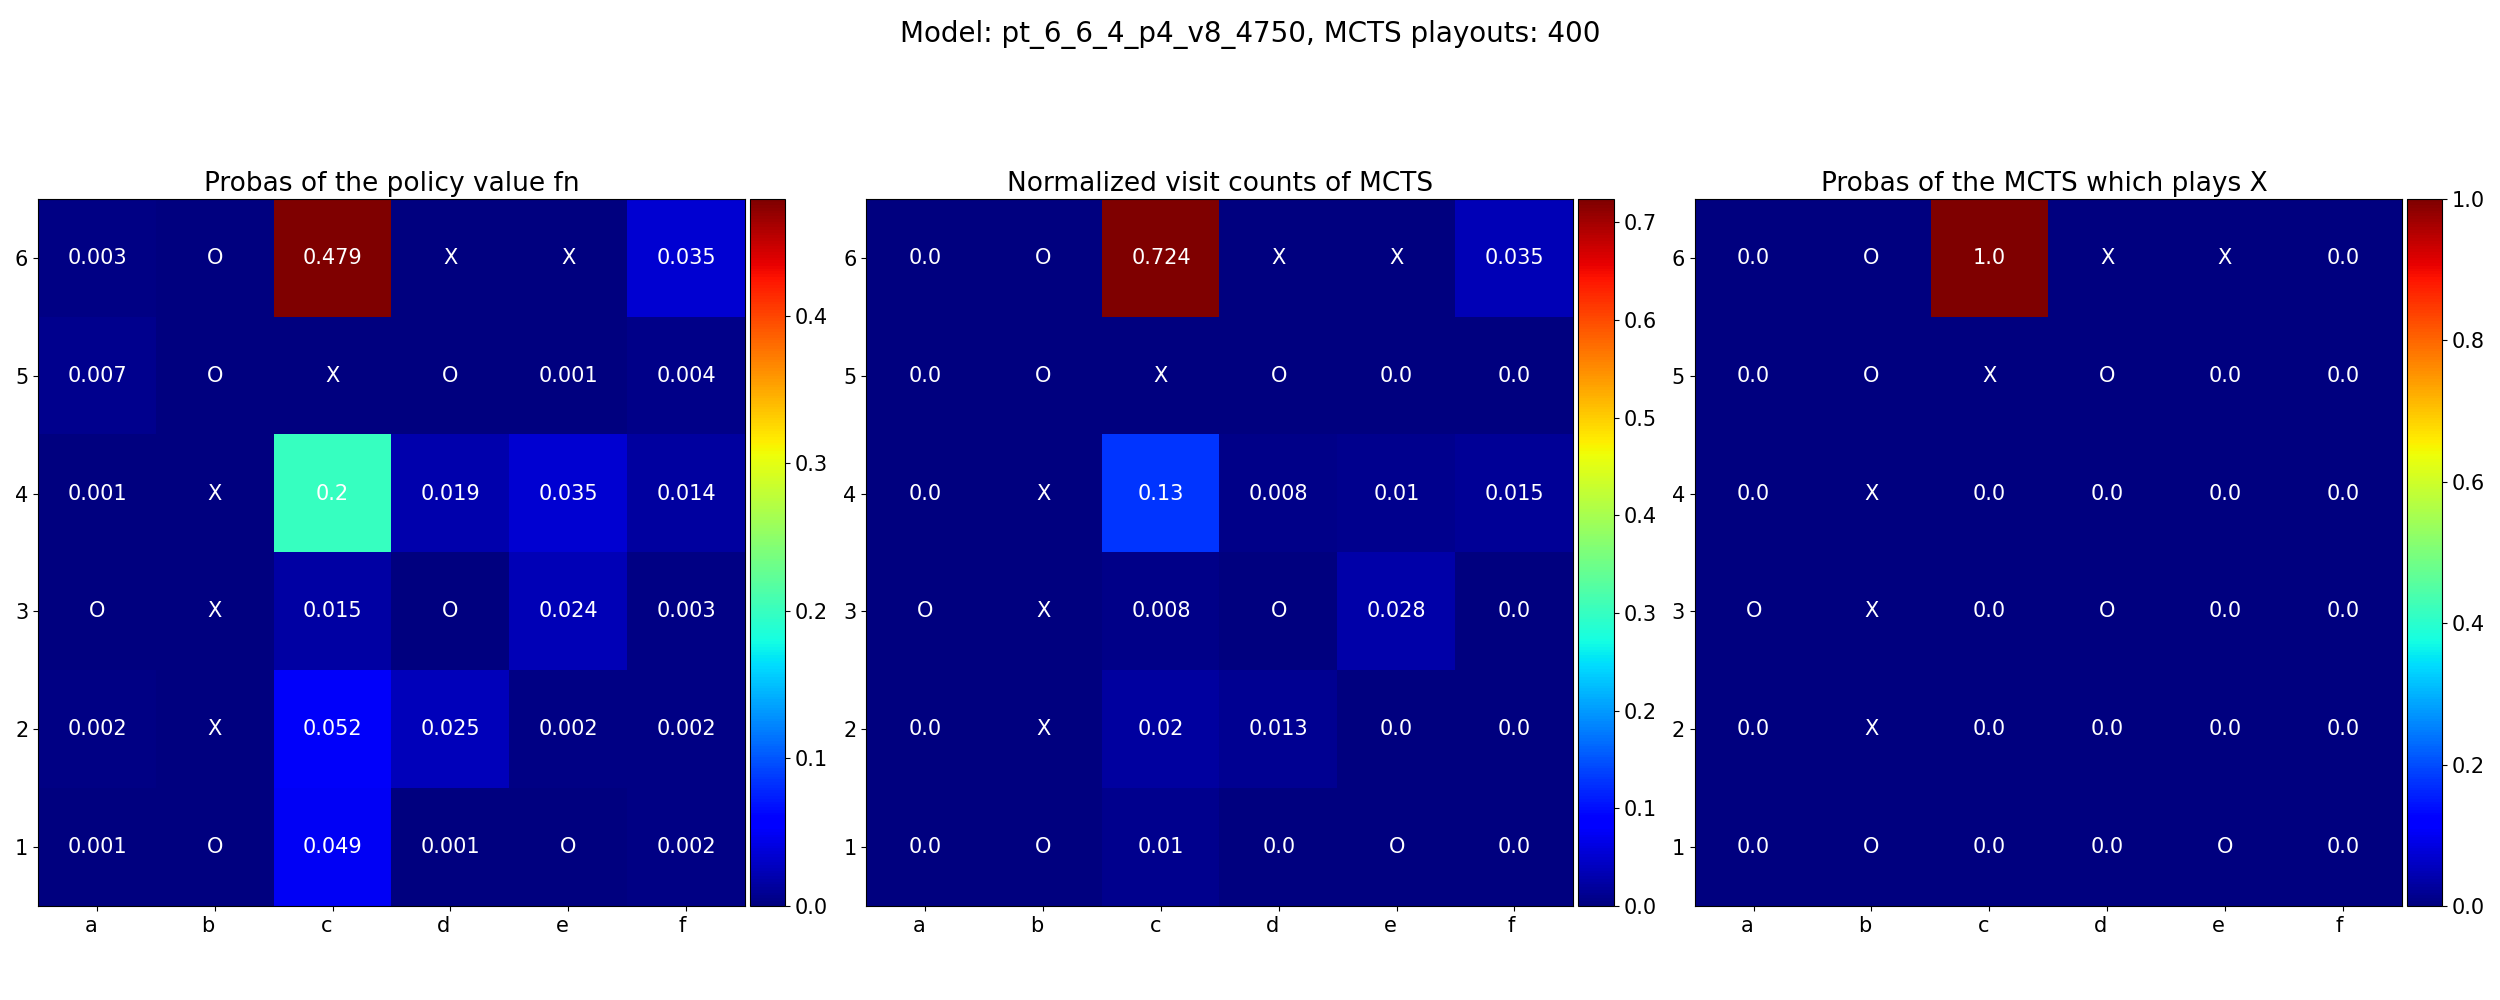 Model: pt_6_6_4_p4_v8_4750, MCTS playouts: 400
Probas of the policy value fn
6 0.003 O 0.479 X X 0.035
5 0.007 O X O 0.001 0.004
4 0.001 X 0.2 0.019 0.035 0.014
3 O X 0.015 O 0.024 0.003
2 0.002 X 0.052 0.025 0.002 0.002
1 0.001 O 0.049 0.001 O 0.002
a b c d e f
0.4
0.3
0.2
0.1
0.0
Normalized visit counts of MCTS
6 0.0 O 0.724 X X 0.035
5 0.0 O X O 0.0 0.0
4 0.0 X 0.13 0.008 0.01 0.015
3 O X 0.008 O 0.028 0.0
2 0.0 X 0.02 0.013 0.0 0.0
1 0.0 O 0.01 0.0 O 0.0
a b c d e f
0.7
0.6
0.5
0.4
0.3
0.2
0.1
0.0
Probas of the MCTS which plays X
6 0.0 O 1.0 X X 0.0
5 0.0 O X O 0.0 0.0
4 0.0 X 0.0 0.0 0.0 0.0
3 O X 0.0 O 0.0 0.0
2 0.0 X 0.0 0.0 0.0 0.0
1 0.0 O 0.0 0.0 O 0.0
a b c d e f
1.0
0.8
0.6
0.4
0.2
0.0